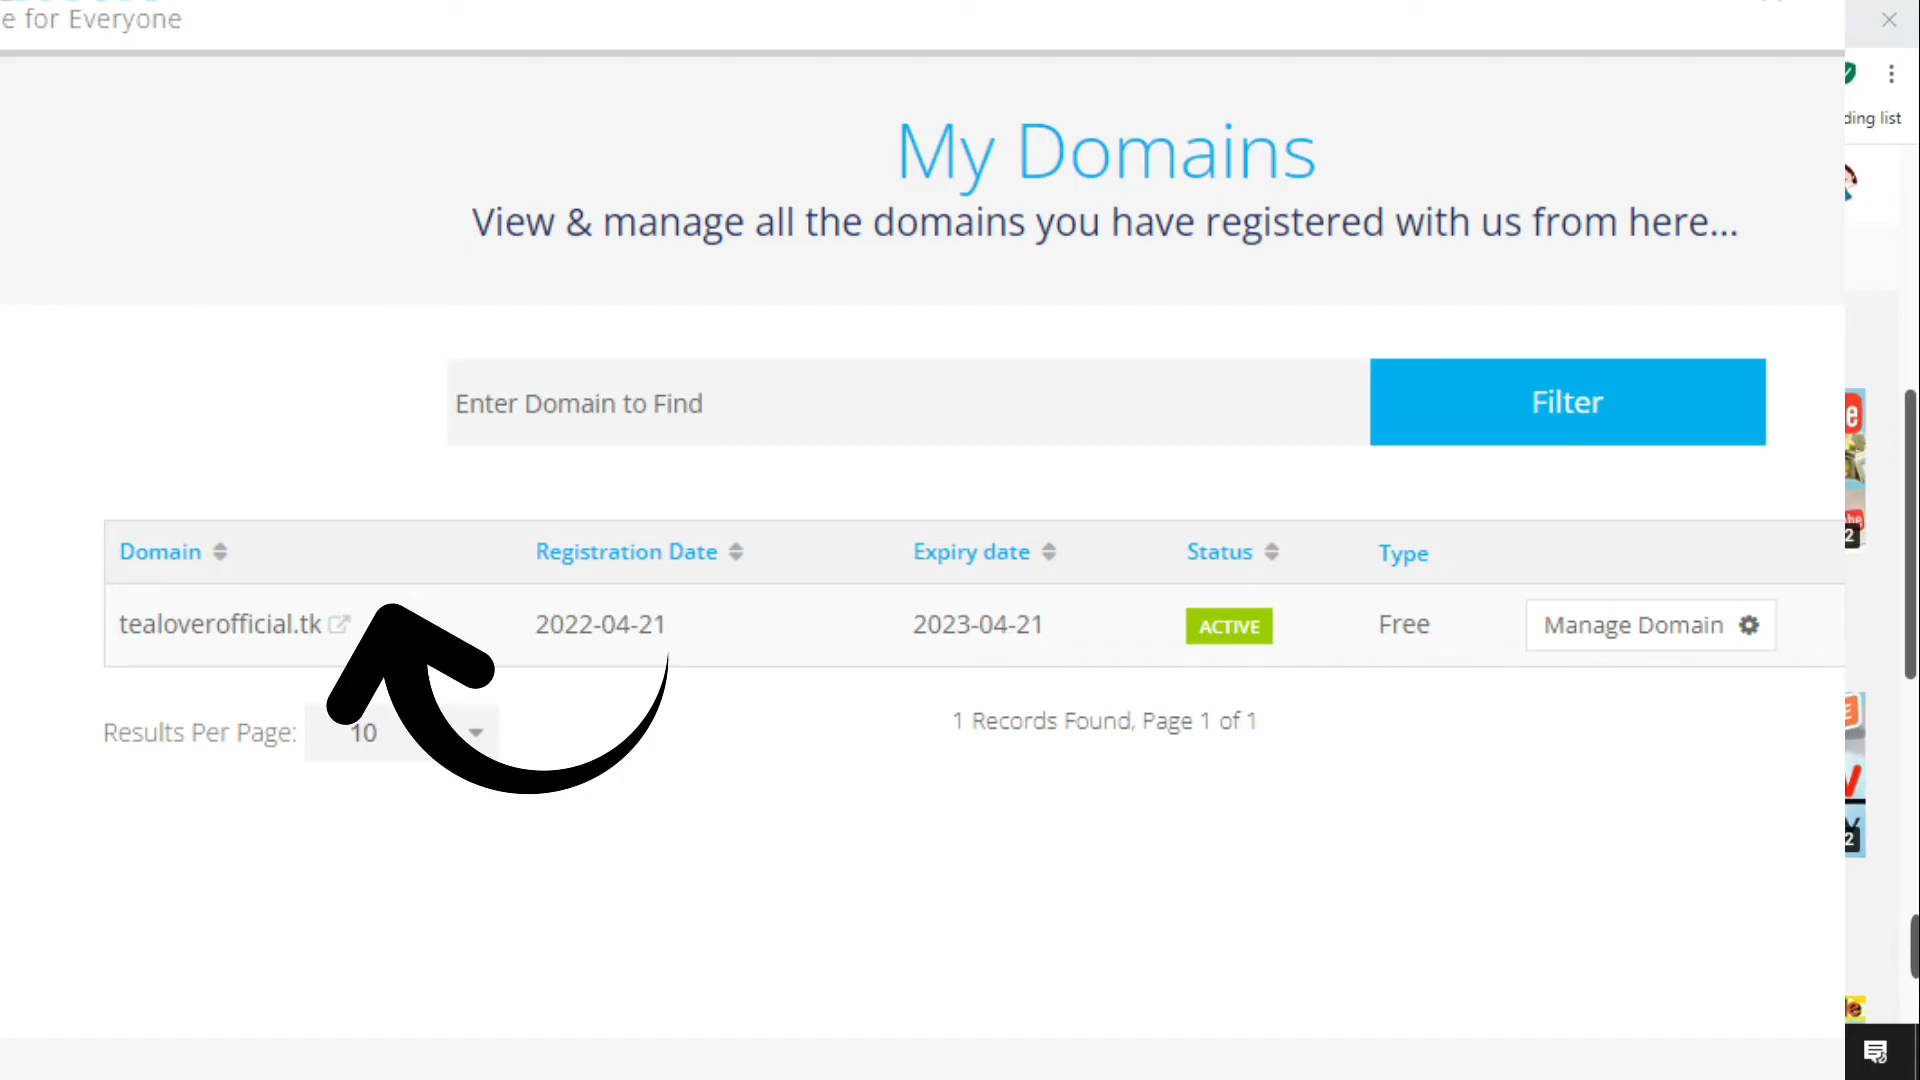 e for Everyone
ding list
My Domains
View & manage all the domains you have registered with us from here...
Enter Domain to Find
Filter
Domain Registration Date Expiry date Status Type
tealoverofficial.tk 2022-04-21 2023-04-21 ACTIVE Free Manage Domain
Results Per Page: 10
1 Records Found, Page 1 of 1